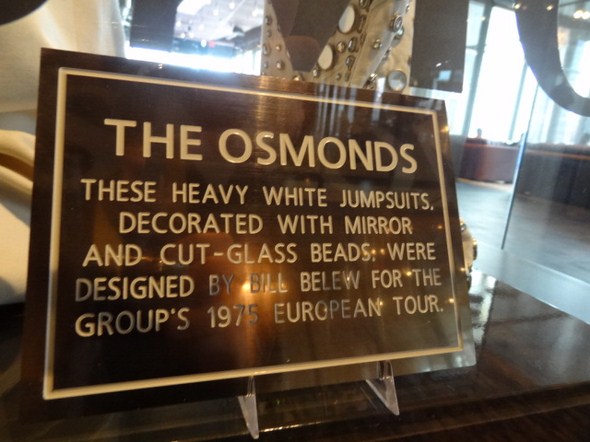 THE OSMONDS
THESE HEAVY WHITE JUMPSUITS,
DECORATED WITH MIRROR
AND CUT-GLASS BEADS, WERE
DESIGNED BY BILL BELEW FOR THE
GROUP'S 1975 EUROPEAN TOUR.